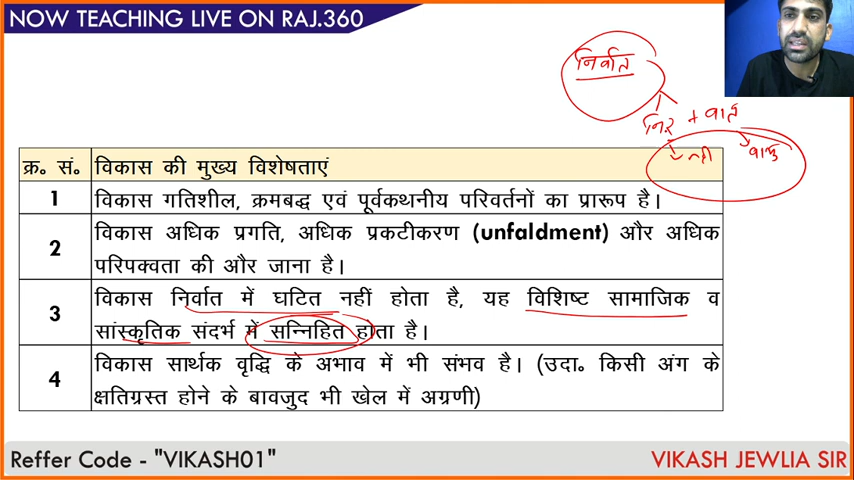 NOW TEACHING LIVE ON RAJ.360
निर्वात
निर + वात
नही वायु
क्र. सं. विकास की मुख्य विशेषताएं
1 विकास गतिशील, क्रमबद्ध एवं पूर्वकथनीय परिवर्तनों का प्रारूप है।
2 विकास अधिक प्रगति, अधिक प्रकटीकरण (unfaldment) और अधिक
परिपक्वता की और जाना है।
3 विकास निर्वात में घटित नहीं होता है, यह विशिष्ट सामाजिक व
सांस्कृतिक संदर्भ में सन्निहित होता है।
4 विकास सार्थक वृद्धि के अभाव में भी संभव है। (उदा. किसी अंग के
क्षतिग्रस्त होने के बावजुद भी खेल में अग्रणी)
Reffer Code - "VIKASH01" VIKASH JEWLIA SIR